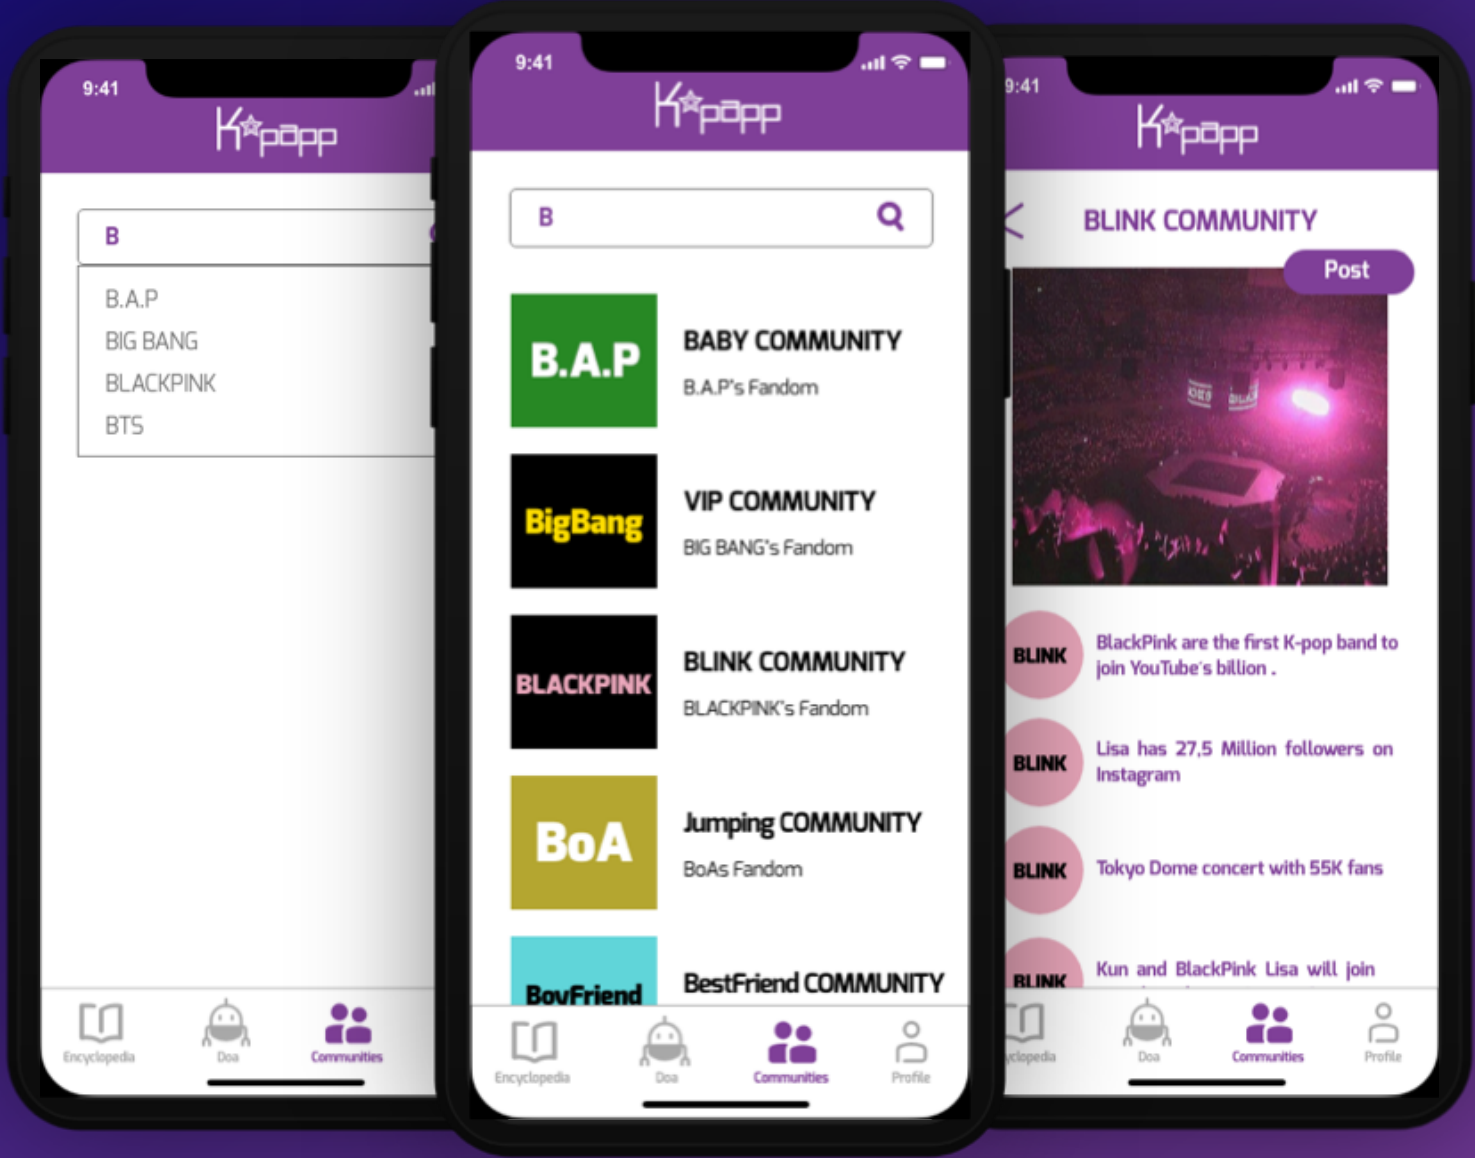 9:41
K☆papp
B
B.A.P
BIG BANG
BLACKPINK
BTS
Encyclopedia
Doa
Communities
9:41
K☆papp
B
B.A.P
BABY COMMUNITY
B.A.P's Fandom
BigBang
VIP COMMUNITY
BIG BANG's Fandom
BLACKPINK
BLINK COMMUNITY
BLACKPINK's Fandom
BoA
Jumping COMMUNITY
BoAs Fandom
BoyFriend
BestFriend COMMUNITY
Encyclopedia
Doa
Communities
Profile
9:41
K☆papp
BLINK COMMUNITY
Post
BLINK
BlackPink are the first K-pop band to
join YouTube's billion .
BLINK
Lisa has 27,5 Million followers on
Instagram
BLINK
Tokyo Dome concert with 55K fans
BLINK
Kun and BlackPink Lisa will join
clopedia
Doa
Communities
Profile